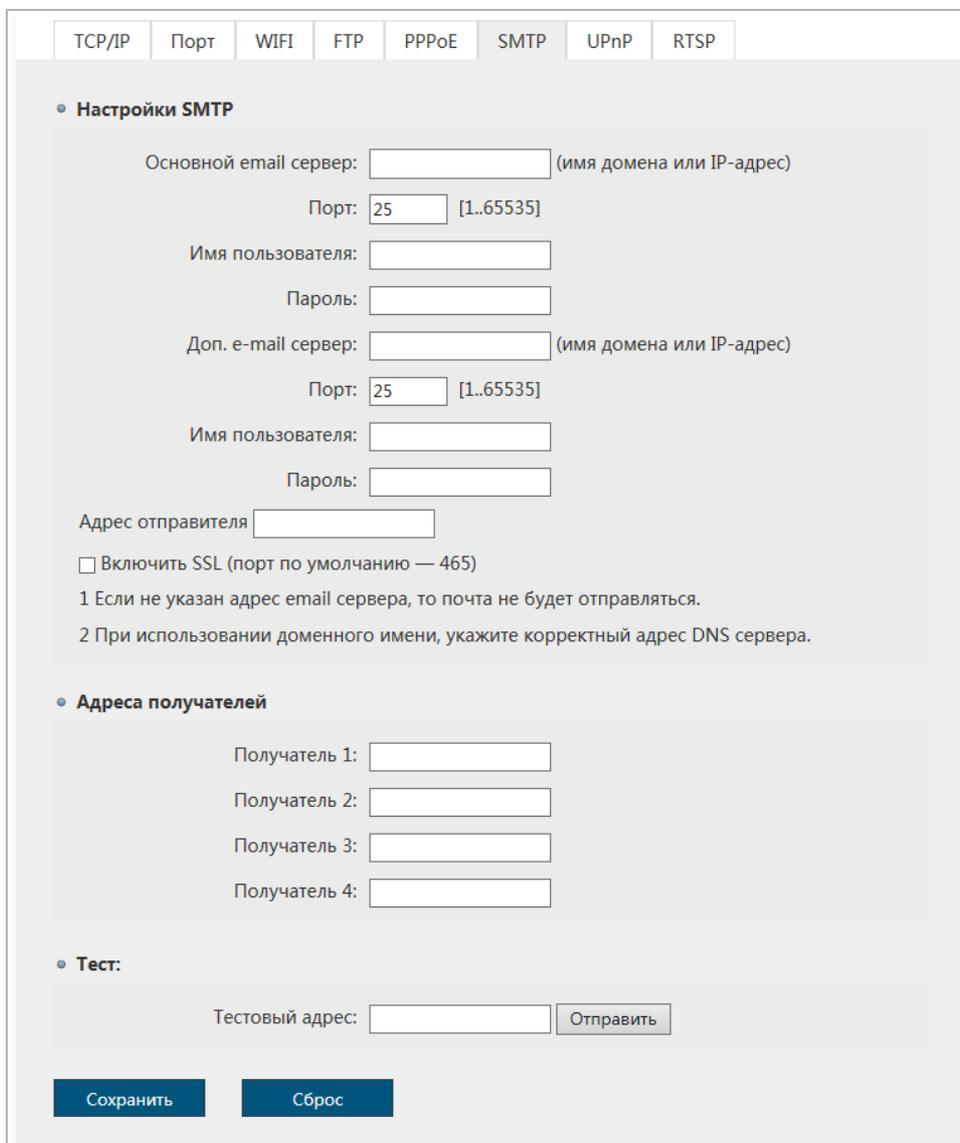 TCP/IP Порт WIFI FTP PPPoE SMTP UPnP RTSP
Настройки SMTP
Основной email сервер: (имя домена или IP-адрес)
Порт: 25 [1..65535]
Имя пользователя:
Пароль:
Доп. e-mail сервер: (имя домена или IP-адрес)
Порт: 25 [1..65535]
Имя пользователя:
Пароль:
Адрес отправителя
Включить SSL (порт по умолчанию — 465)
1 Если не указан адрес email сервера, то почта не будет отправляться.
2 При использовании доменного имени, укажите корректный адрес DNS сервера.
Адреса получателей
Получатель 1:
Получатель 2:
Получатель 3:
Получатель 4:
Тест:
Тестовый адрес: Отправить
Сохранить Сброс